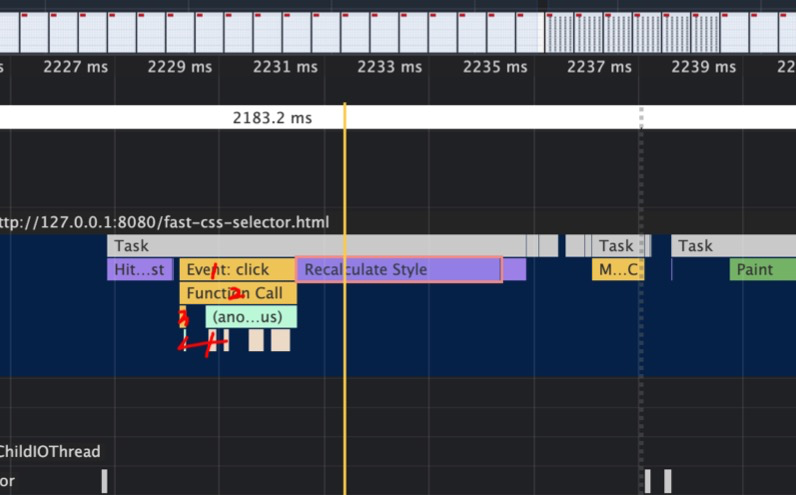 s 2227 ms 2229 ms 2231 ms 2233 ms 2235 ms 2237 ms 2239 ms 22
2183.2 ms
ttp://127.0.0.1:8080/fast-css-selector.html
Task Task Task
Hit...st Event: click Recalculate Style M...C Paint
1
Function Call
2
3 (ano...us)
4
ChildIOThread
or